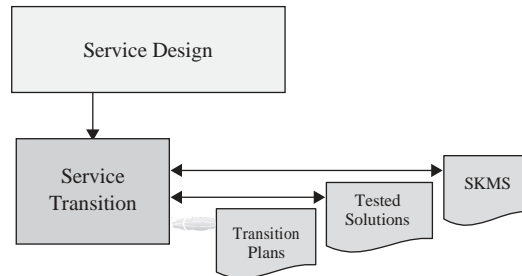 Service Design
Service
Transition
SKMS
Tested
Solutions
Transition
Plans